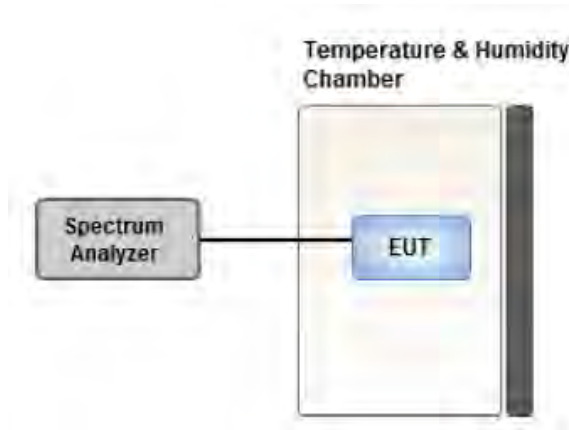 Temperature & Humidity
Chamber
Spectrum
Analyzer
EUT